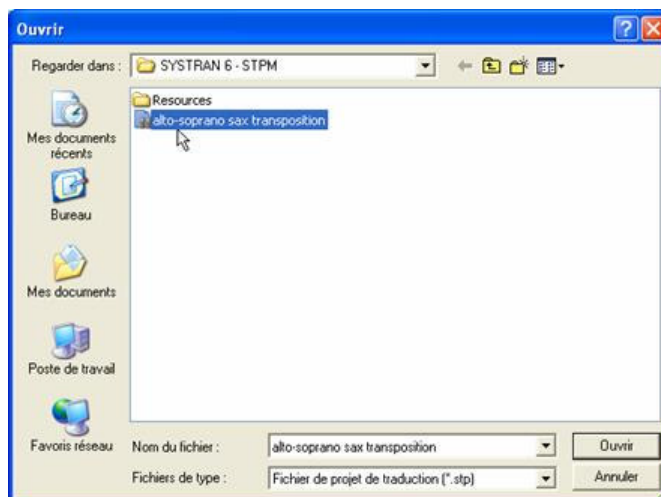 Ouvrir
Regarder dans : SYSTRAN 6 - STPM
Resources
alto-soprano sax transposition
Mes documents
récents
Bureau
Mes documents
Poste de travail
Favoris réseau
Nom du fichier : alto-soprano sax transposition Ouvrir
Fichiers de type : Fichier de projet de traduction (*.stp) Annuler